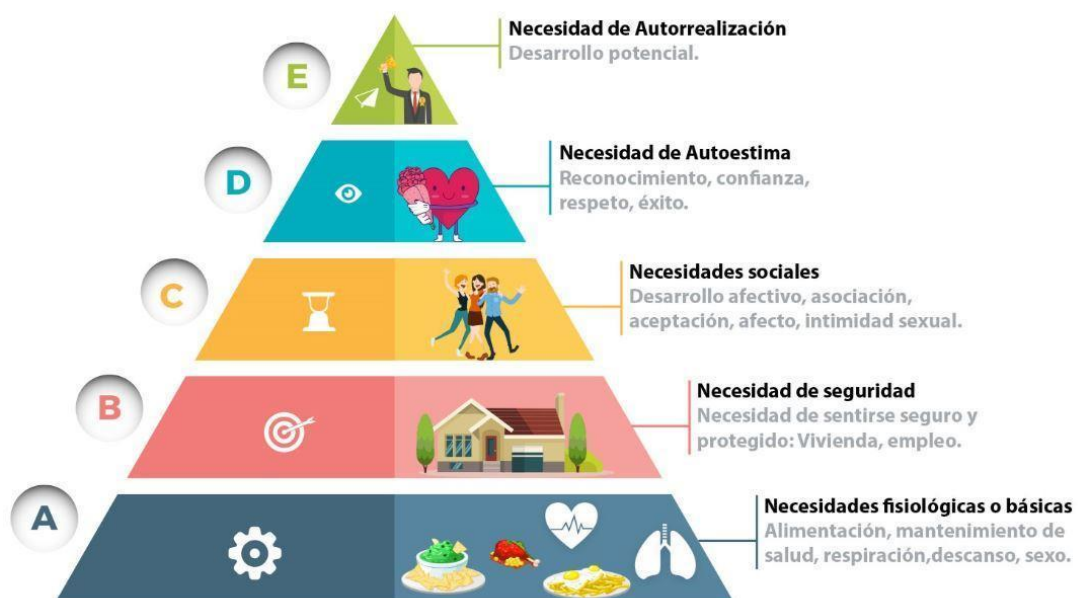 E
Necesidad de Autorrealización
Desarrollo potencial.
D
Necesidad de Autoestima
Reconocimiento, confianza,
respeto, éxito.
C
Necesidades sociales
Desarrollo afectivo, asociación,
aceptación, afecto, intimidad sexual.
B
Necesidad de seguridad
Necesidad de sentirse seguro y
protegido: Vivienda, empleo.
A
Necesidades fisiológicas o básicas
Alimentación, mantenimiento de
salud, respiración,descanso, sexo.